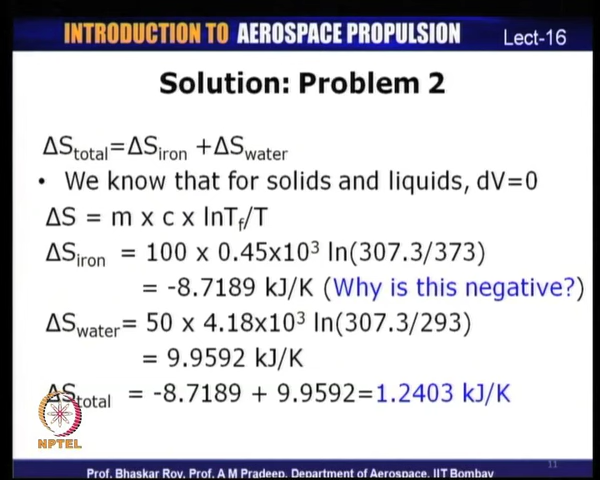 INTRODUCTION TO AEROSPACE PROPULSION Lect-16
Solution: Problem 2
ΔStotal=ΔSiron +ΔSwater
• We know that for solids and liquids, dV=0
ΔS = m x c x lnTf/T
ΔSiron = 100 x 0.45x10³ ln(307.3/373)
= -8.7189 kJ/K (Why is this negative?)
ΔSwater= 50 x 4.18x10³ ln(307.3/293)
= 9.9592 kJ/K
ΔStotal = -8.7189 + 9.9592=1.2403 kJ/K
NPTEL
11
Prof. Bhaskar Roy, Prof. A M Pradeep, Department of Aerospace, IIT Bombay